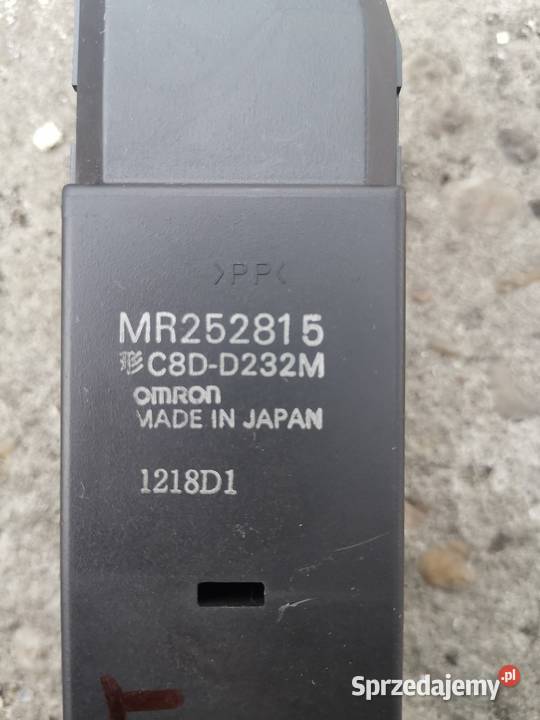 >PP<
MR252815
形C8D-D232M
omron
MADE IN JAPAN
1218D1
Sprzedajemy.pl